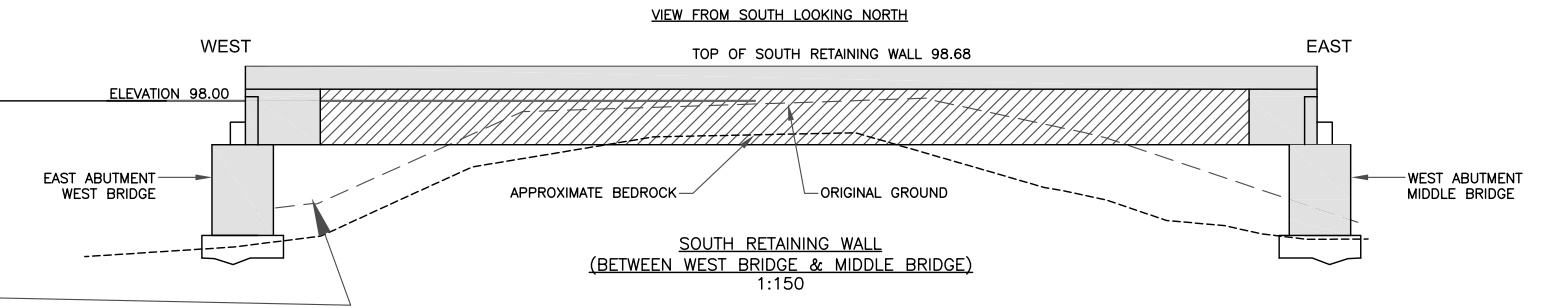 VIEW FROM SOUTH LOOKING NORTH
WEST
EAST
TOP OF SOUTH RETAINING WALL 98.68
ELEVATION 98.00
EAST ABUTMENT
WEST BRIDGE
APPROXIMATE BEDROCK
ORIGINAL GROUND
WEST ABUTMENT
MIDDLE BRIDGE
SOUTH RETAINING WALL
(BETWEEN WEST BRIDGE & MIDDLE BRIDGE)
1:150